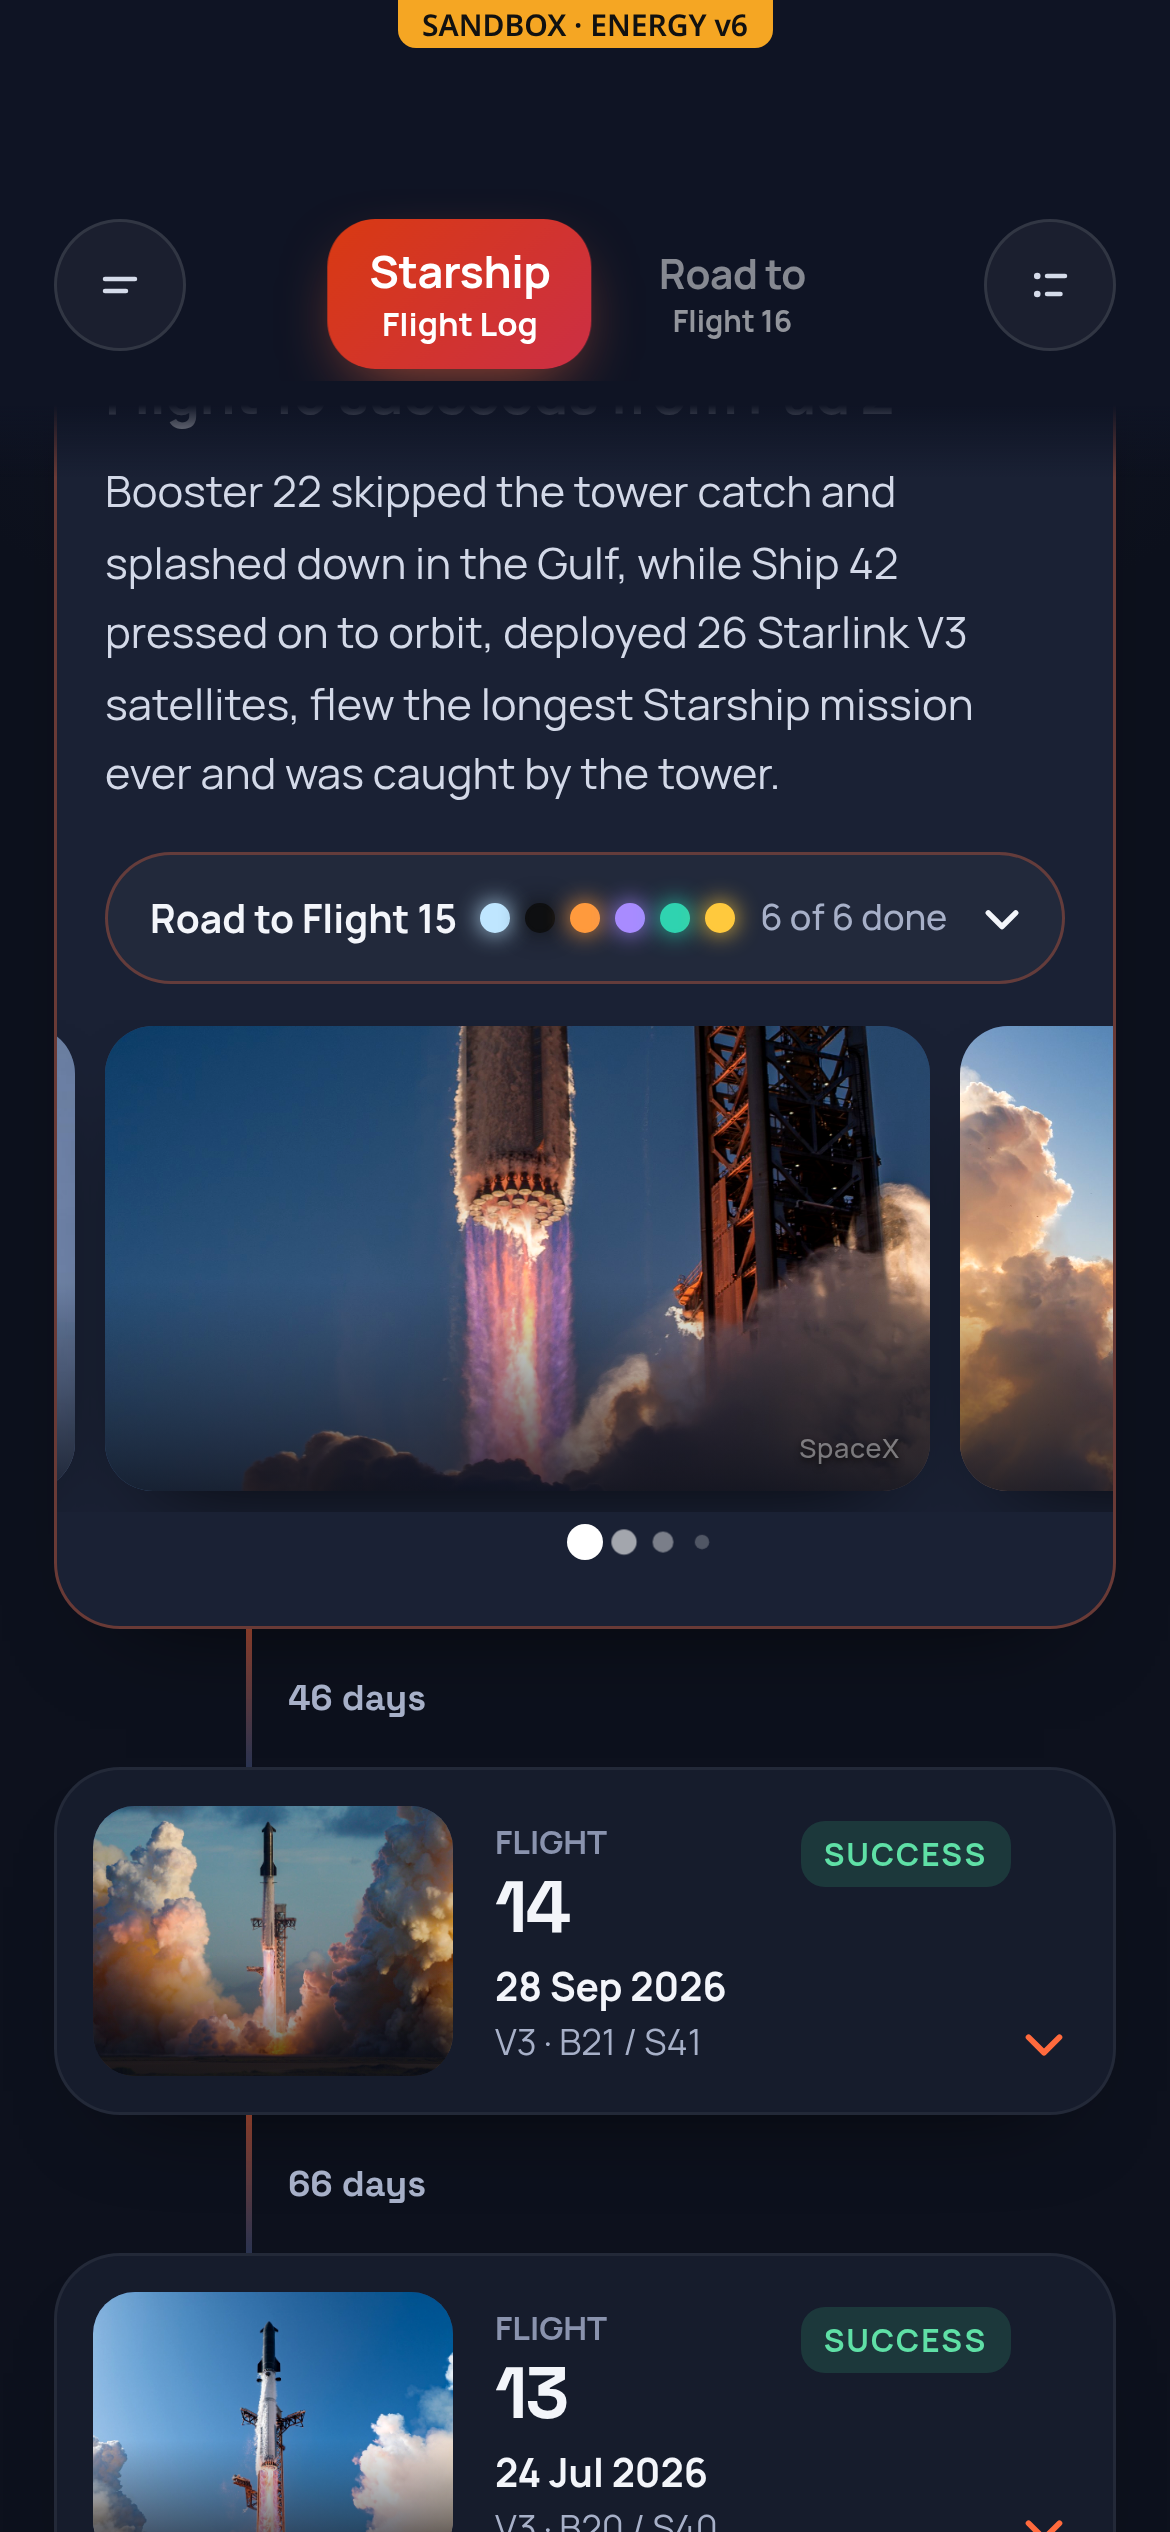 SANDBOX · ENERGY v6
Starship
Flight Log
Road to
Flight 16
Booster 22 skipped the tower catch and
splashed down in the Gulf, while Ship 42
pressed on to orbit, deployed 26 Starlink V3
satellites, flew the longest Starship mission
ever and was caught by the tower.
Road to Flight 15
6 of 6 done
SpaceX
46 days
FLIGHT
SUCCESS
14
28 Sep 2026
V3 · B21 / S41
66 days
FLIGHT
SUCCESS
13
24 Jul 2026
V3 · B20 / S40